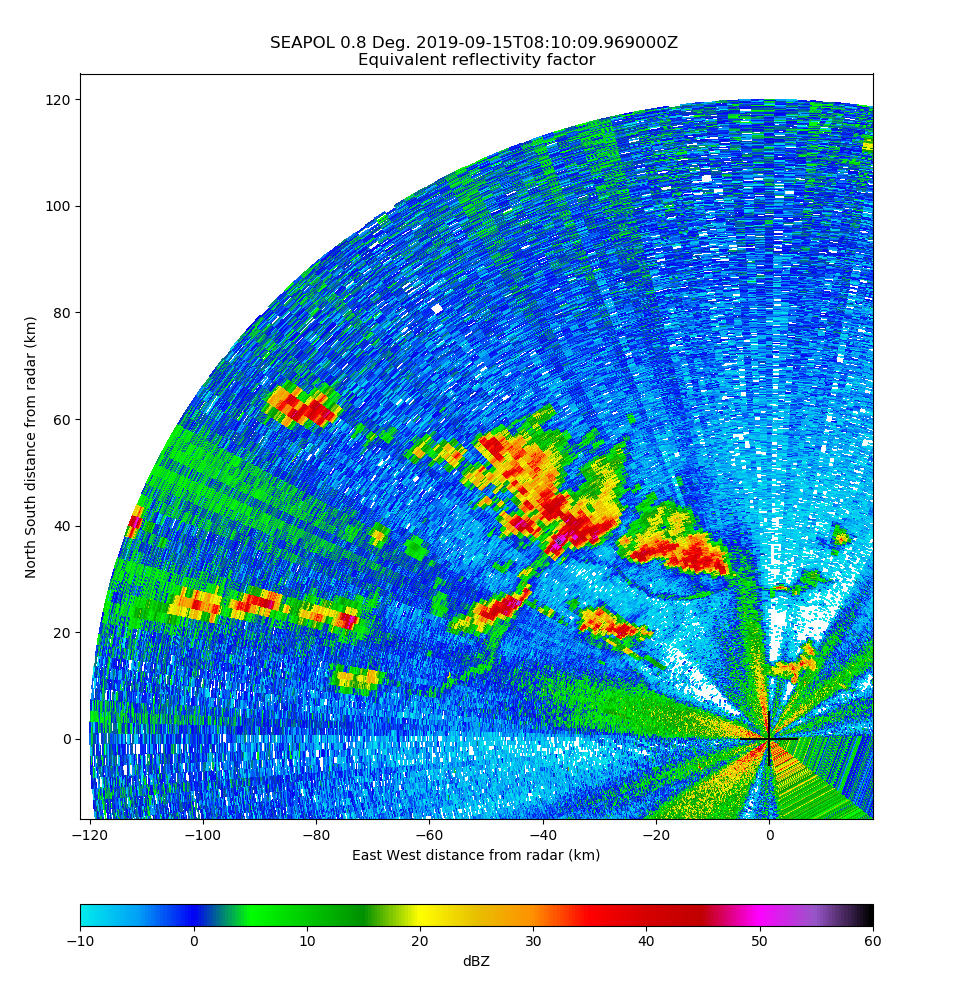 SEAPOL 0.8 Deg. 2019-09-15T08:10:09.969000Z
Equivalent reflectivity factor
120
100
80
60
40
20
0
North South distance from radar (km)
−120 −100 −80 −60 −40 −20 0
East West distance from radar (km)
−10 0 10 20 30 40 50 60
dBZ